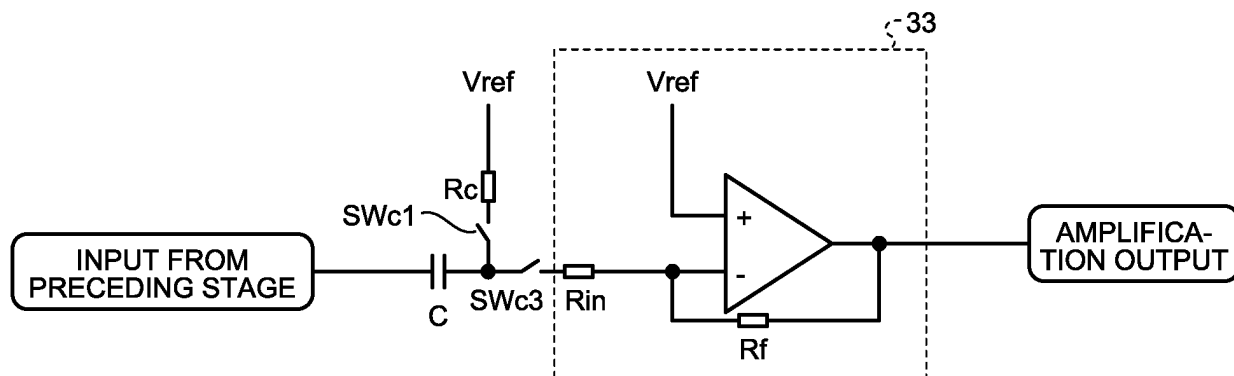 33
Vref
Vref
Rc
SWc1
+
INPUT FROM
PRECEDING STAGE
AMPLIFICA-
TION OUTPUT
-
C
SWc3
Rin
Rf